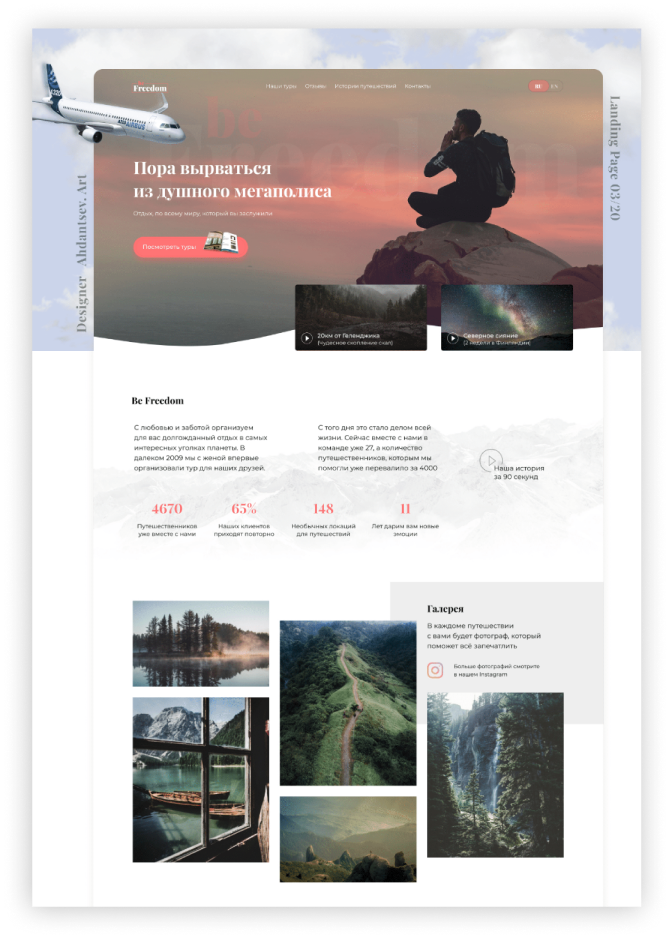 be
Freedom
Наши туры Отзывы Истории путешествий Контакты
RU EN
be
Freedom
AIRBUS
Пора вырваться
из душного мегаполиса
Отдых, по всему миру, который вы заслужили
Посмотреть туры
20км от Геленджика
(Чудесное скопление скал)
Северное сияние
(2 недели в Финляндии)
Designer Ahdantsev.Art
Landing Page 03/20
Be Freedom
С любовью и заботой организуем
для вас долгожданный отдых в самых
интересных уголках планеты. В
далеком 2009 мы с женой впервые
организовали тур для наших друзей.
С того дня это стало делом всей
жизни. Сейчас вместе с нами в
команде уже 27, а количество
путешественников, которым мы
помогли уже перевалило за 4000
Наша история
за 90 секунд
4670
Путешественников
уже вместе с нами
65%
Наших клиентов
приходят повторно
148
Необычных локаций
для путешествий
11
Лет дарим вам новые
эмоции
Галерея
В каждоме путешествии
с вами будет фотограф, который
поможет всё запечатлить
Больше фотографий смотрите
в нашем Instagram